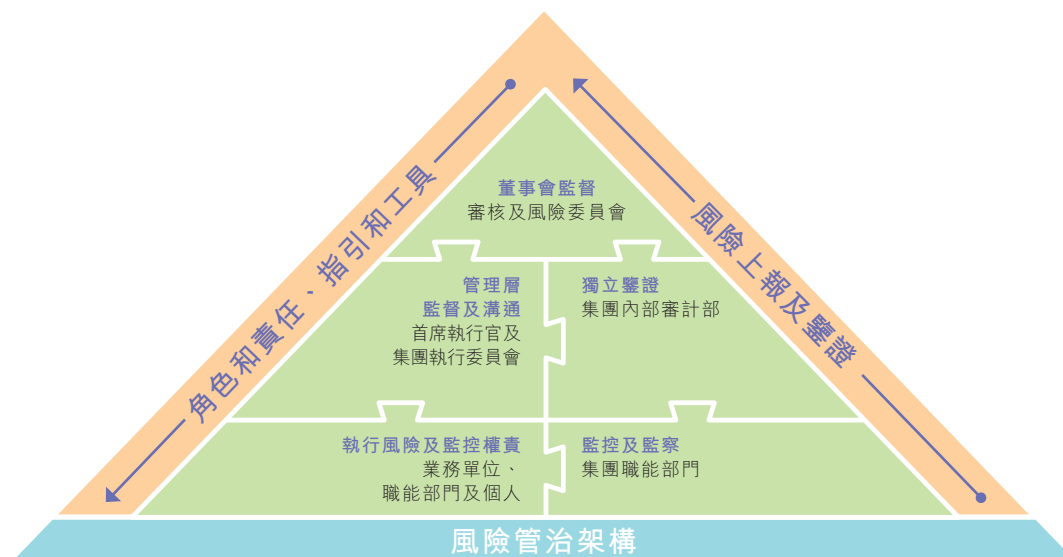 董事會監督
審核及風險委員會
角色和責任、指引和工具
風險上報及鑒證
管理層
監督及溝通
首席執行官及
集團執行委員會
獨立鑒證
集團內部審計部
執行風險及監控權責
業務單位、
職能部門及個人
監控及監察
集團職能部門
風險管治架構